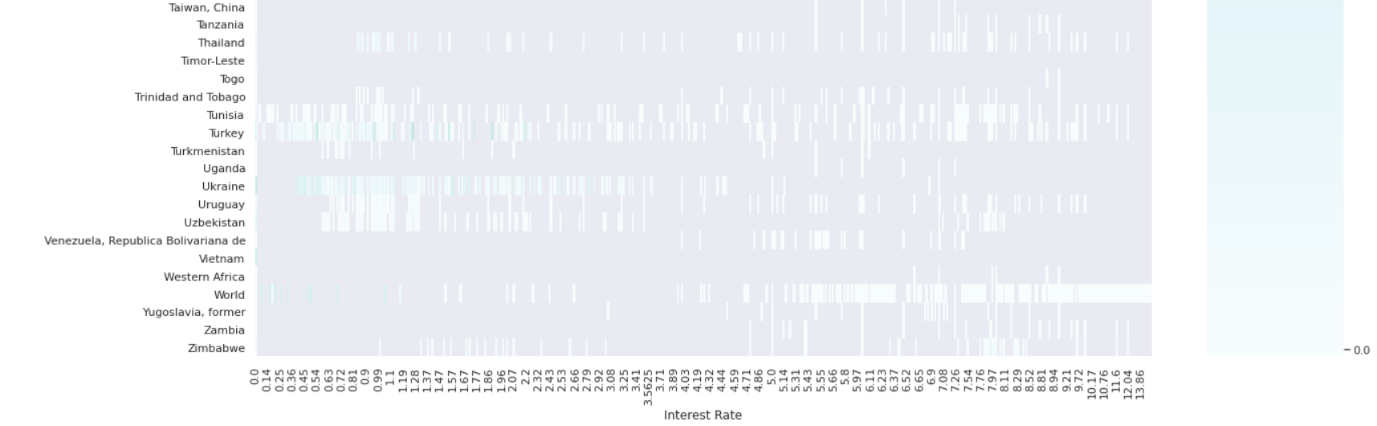 Taiwan, China
Tanzania
Thailand
Timor-Leste
Togo
Trinidad and Tobago
Tunisia
Turkey
Turkmenistan
Uganda
Ukraine
Uruguay
Uzbekistan
Venezuela, Republica Bolivariana de
Vietnam
Western Africa
World
Yugoslavia, former
Zambia
Zimbabwe
0.0
0.0 0.14 0.25 0.36 0.45 0.54 0.63 0.72 0.81 0.9 0.99 1.1 1.19 1.28 1.37 1.47 1.57 1.67 1.77 1.86 1.96 2.07 2.2 2.32 2.43 2.53 2.66 2.79 2.92 3.08 3.25 3.41 3.5625 3.71 3.89 4.03 4.19 4.32 4.44 4.59 4.71 4.86 5.0 5.14 5.31 5.43 5.55 5.66 5.8 5.97 6.11 6.23 6.37 6.52 6.65 6.9 7.08 7.26 7.54 7.76 7.97 8.11 8.29 8.52 8.81 8.94 9.21 9.72 10.17 10.76 11.6 12.04 13.86
Interest Rate